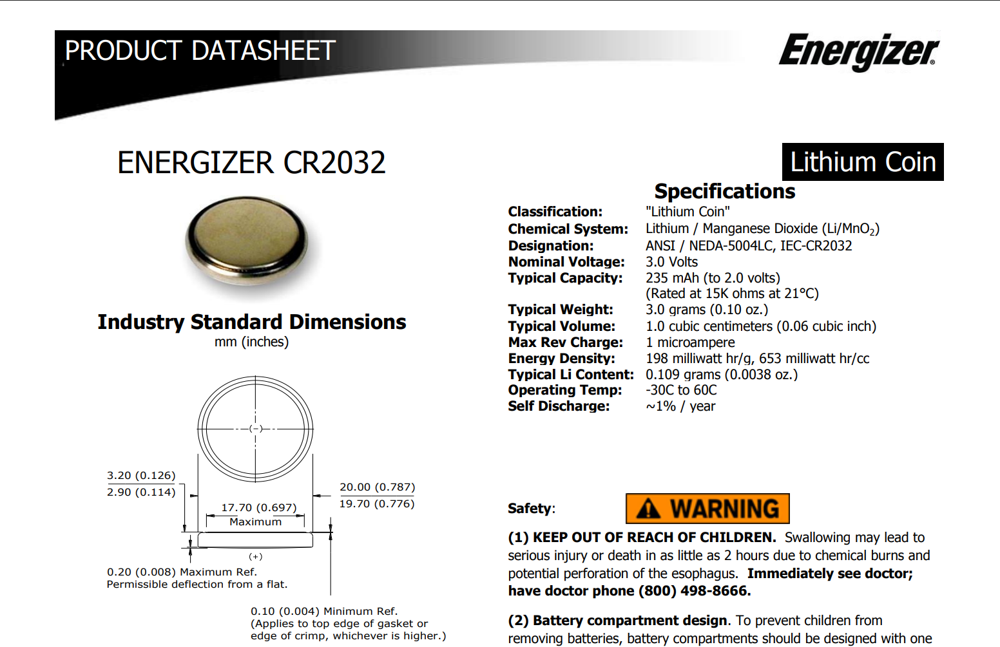 PRODUCT DATASHEET
Energizer®
ENERGIZER CR2032
Lithium Coin
Industry Standard Dimensions
mm (inches)
(-)
3.20 (0.126)
2.90 (0.114)
20.00 (0.787)
19.70 (0.776)
17.70 (0.697)
Maximum
(+)
0.20 (0.008) Maximum Ref.
Permissible deflection from a flat.
0.10 (0.004) Minimum Ref.
(Applies to top edge of gasket or
edge of crimp, whichever is higher.)
Specifications
Classification: "Lithium Coin"
Chemical System: Lithium / Manganese Dioxide (Li/MnO₂)
Designation: ANSI / NEDA-5004LC, IEC-CR2032
Nominal Voltage: 3.0 Volts
Typical Capacity: 235 mAh (to 2.0 volts)
(Rated at 15K ohms at 21°C)
Typical Weight: 3.0 grams (0.10 oz.)
Typical Volume: 1.0 cubic centimeters (0.06 cubic inch)
Max Rev Charge: 1 microampere
Energy Density: 198 milliwatt hr/g, 653 milliwatt hr/cc
Typical Li Content: 0.109 grams (0.0038 oz.)
Operating Temp: -30C to 60C
Self Discharge: ~1% / year
Safety: WARNING
(1) KEEP OUT OF REACH OF CHILDREN. Swallowing may lead to
serious injury or death in as little as 2 hours due to chemical burns and
potential perforation of the esophagus. Immediately see doctor;
have doctor phone (800) 498-8666.
(2) Battery compartment design. To prevent children from
removing batteries, battery compartments should be designed with one